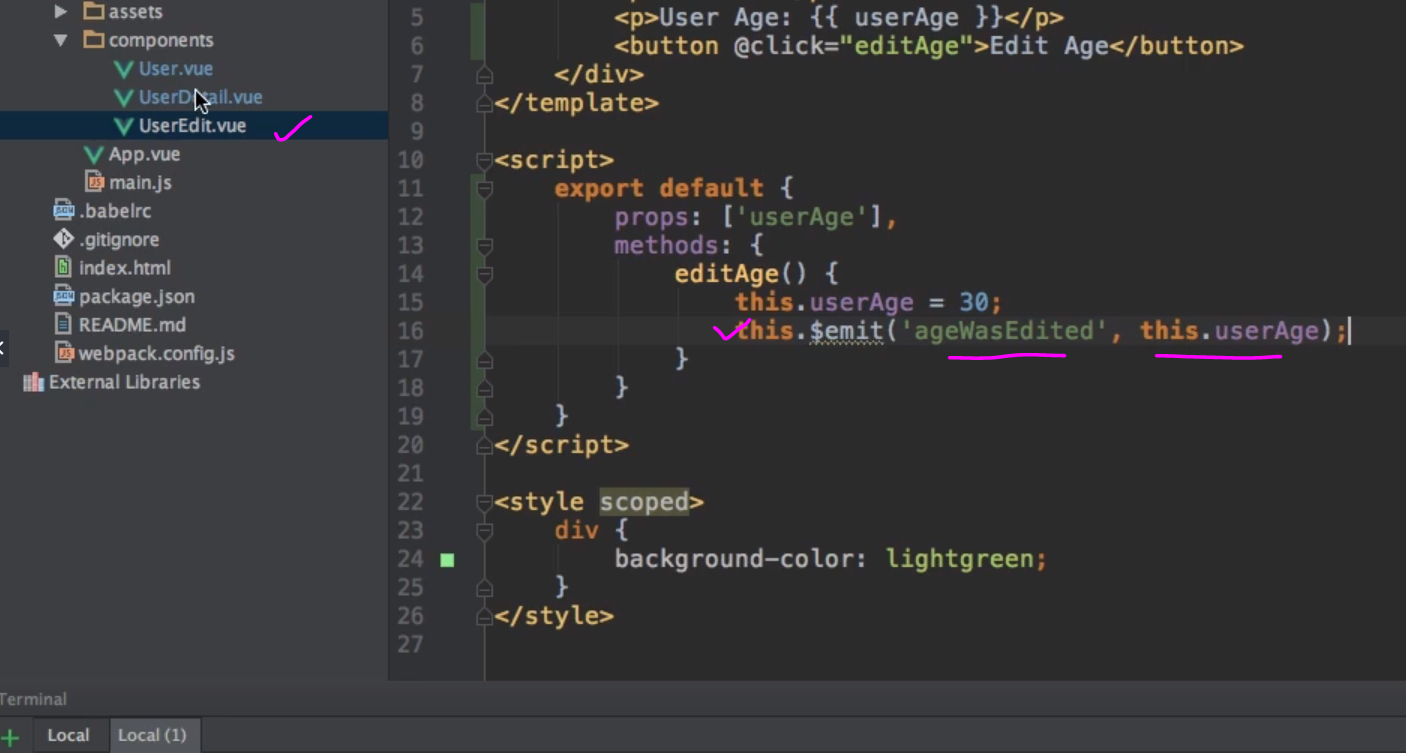 assets
components
User.vue
UserDetail.vue
UserEdit.vue
App.vue
main.js
.babelrc
.gitignore
index.html
package.json
README.md
webpack.config.js
External Libraries
5 <p>User Age: {{ userAge }}</p>
6 <button @click="editAge">Edit Age</button>
7 </div>
8 </template>
9
10 <script>
11 export default {
12 props: ['userAge'],
13 methods: {
14 editAge() {
15 this.userAge = 30;
16 this.$emit('ageWasEdited', this.userAge);
17 }
18 }
19 }
20 </script>
21
22 <style scoped>
23 div {
24 background-color: lightgreen;
25 }
26 </style>
27
Terminal
+ Local Local (1)